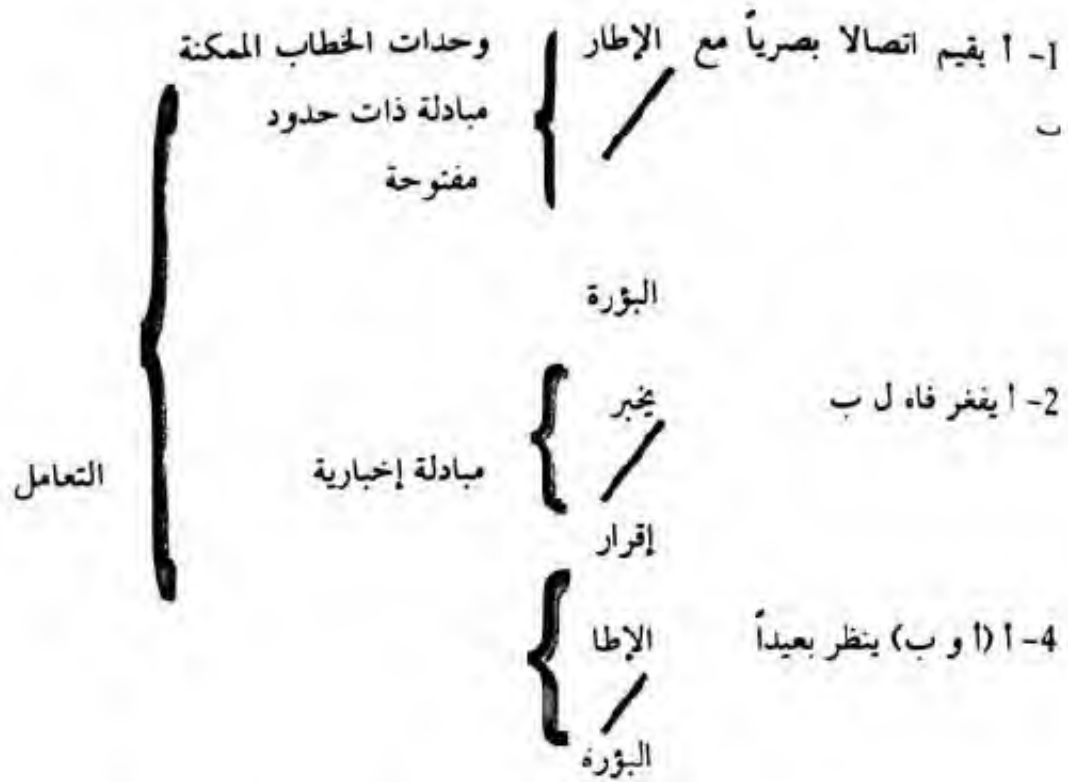 1- أ يقيم اتصالا بصرياً مع الإطار وحدات الخطاب الممكنة
ب مبادلة ذات حدود
مفتوحة
البؤرة
2- أ يفغر فاه ل ب يخبر
مبادلة إخبارية التعامل
إقرار
4- أ (أ و ب) ينظر بعيداً الإطا
البؤرة